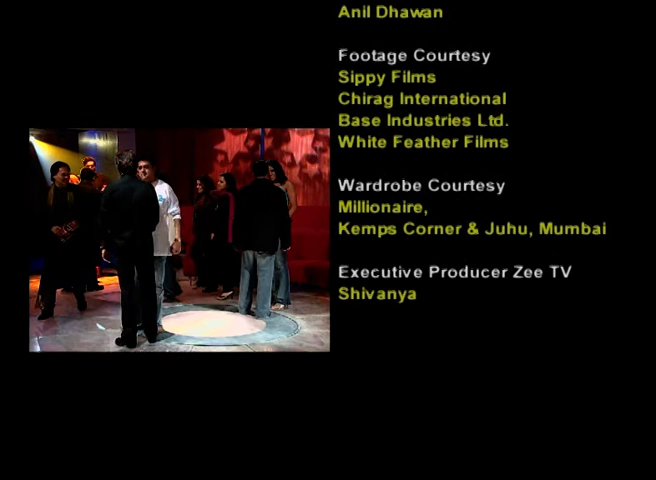 Anil Dhawan
Footage Courtesy
Sippy Films
Chirag International
Base Industries Ltd.
White Feather Films
Wardrobe Courtesy
Millionaire,
Kemps Corner & Juhu, Mumbai
Executive Producer Zee TV
Shivanya